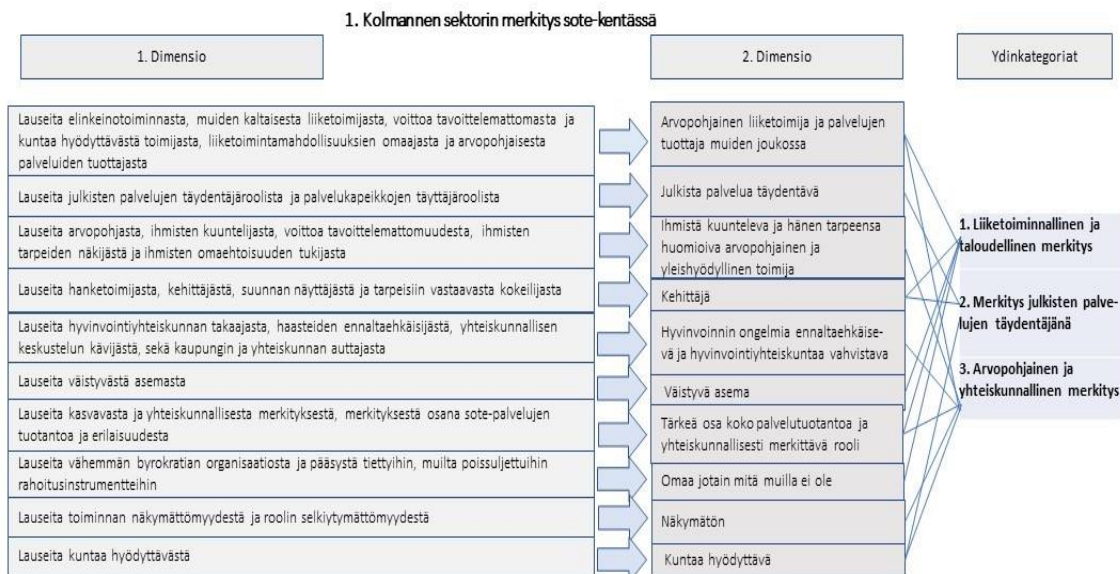 1. Kolmannen sektorin merkitys sote-kentässä
1. Dimensio
2. Dimensio
Ydinkategoriat
Lauseita elinkeinotoiminnasta, muiden kaltaisesta liiketoimijasta, voittoa tavoittelemattomasta ja
kuntaa hyödyttävästä toimijasta, liiketoimintamahdollisuuksien omaajasta ja arvopohjaisesta
palveluiden tuottajasta
Arvopohjainen liiketoimija ja palvelujen
tuottaja muiden joukossa
Lauseita julkisten palvelujen täydentäjäroolista ja palvelukapeikkojen täyttäjäroolista
Julkista palvelua täydentävä
Lauseita arvopohjasta, ihmisten kuuntelijasta, voittoa tavoittelemattomuudesta, ihmisten
tarpeiden näkijästä ja ihmisten omaehtoisuuden tukijasta
Ihmistä kuunteleva ja hänen tarpeensa
huomioiva arvopohjainen ja
yleishyödyllinen toimija
Lauseita hanketoimijasta, kehittäjästä, suunnan näyttäjästä ja tarpeisiin vastaavasta kokeilijasta
Kehittäjä
Lauseita hyvinvointiyhteiskunnan takaajasta, haasteiden ennaltaehkäisijästä, yhteiskunnallisen
keskustelun kävijästä, sekä kaupungin ja yhteiskunnan auttajasta
Hyvinvoinnin ongelmia ennaltaehkäise-
vä ja hyvinvointiyhteiskuntaa vahvistava
Lauseita väistyvästä asemasta
Väistyvä asema
Lauseita kasvavasta ja yhteiskunnallisesta merkityksestä, merkityksestä osana sote-palvelujen
tuotantoa ja erilaisuudesta
Tärkeä osa koko palvelutuotantoa ja
yhteiskunnallisesti merkittävä rooli
Lauseita vähemmän byrokratian organisaatiosta ja pääsystä tiettyihin, muilta poissuljettuihin
rahoitusinstrumentteihin
Omaa jotain mitä muilla ei ole
Lauseita toiminnan näkymättömyydestä ja roolin selkiytymättömyydestä
Näkymätön
Lauseita kuntaa hyödyttävästä
Kuntaa hyödyttävä
1. Liiketoiminnallinen ja
taloudellinen merkitys
2. Merkitys julkisten palve-
lujen täydentäjänä
3. Arvopohjainen ja
yhteiskunnallinen merkitys